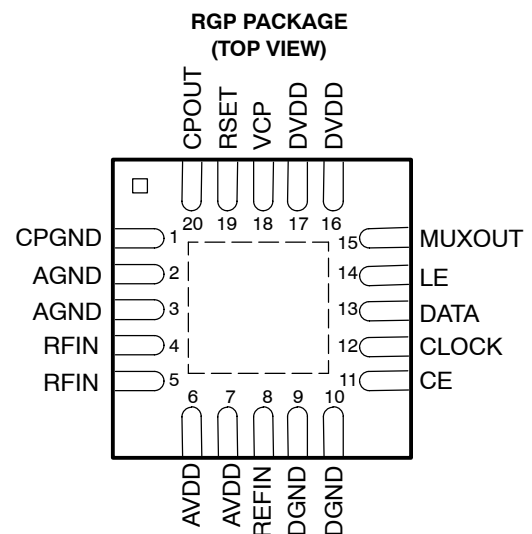 RGP PACKAGE
(TOP VIEW)
CPOUT
RSET
VCP
DVDD
DVDD
20 19 18 17 16
CPGND 1
AGND 2
AGND 3
RFIN 4
RFIN 5
15 MUXOUT
14 LE
13 DATA
12 CLOCK
11 CE
6 7 8 9 10
AVDD
AVDD
REFIN
DGND
DGND